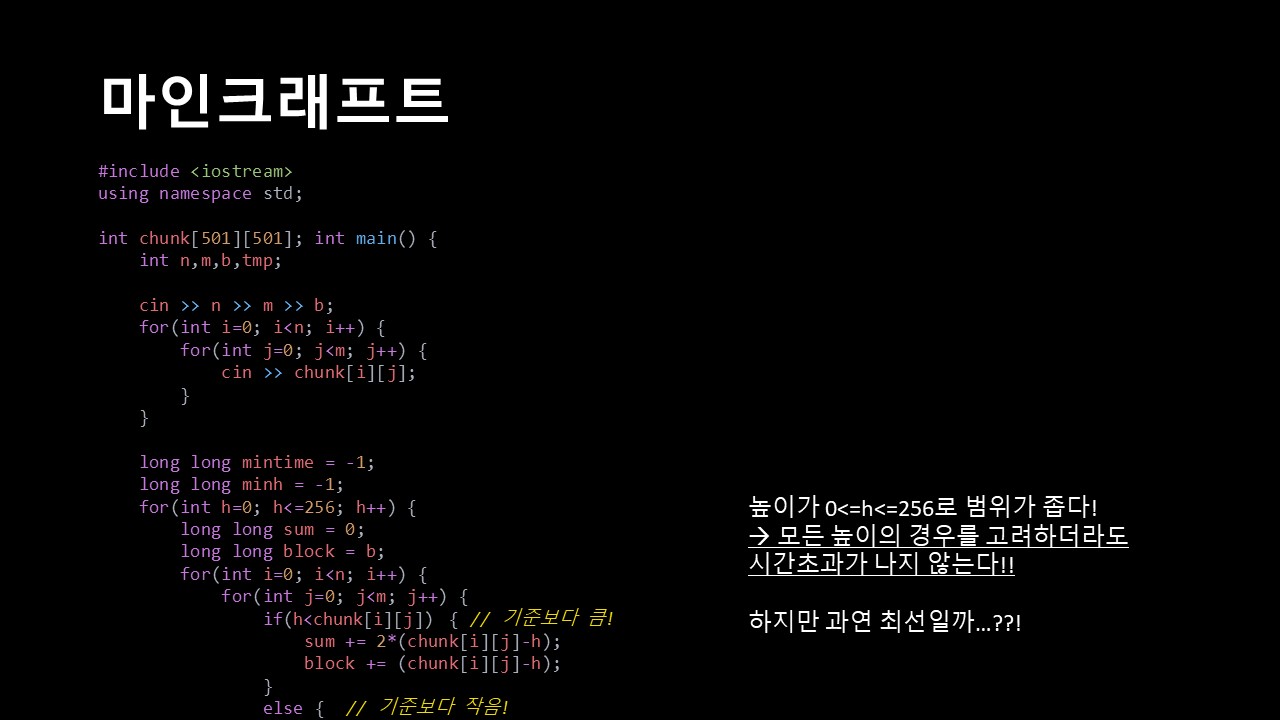 마인크래프트
#include <iostream>
using namespace std;
int chunk[501][501]; int main() {
    int n,m,b,tmp;
    cin >> n >> m >> b;
    for(int i=0; i<n; i++) {
        for(int j=0; j<m; j++) {
            cin >> chunk[i][j];
        }
    }
    long long mintime = -1;
    long long minh = -1;
    for(int h=0; h<=256; h++) {
        long long sum = 0;
        long long block = b;
        for(int i=0; i<n; i++) {
            for(int j=0; j<m; j++) {
                if(h<chunk[i][j]) { // 기준보다 큼!
                    sum += 2*(chunk[i][j]-h);
                    block += (chunk[i][j]-h);
                }
                else {  // 기준보다 작음!
높이가 0<=h<=256로 범위가 좁다!
→ 모든 높이의 경우를 고려하더라도
시간초과가 나지 않는다!!
하지만 과연 최선일까...??!